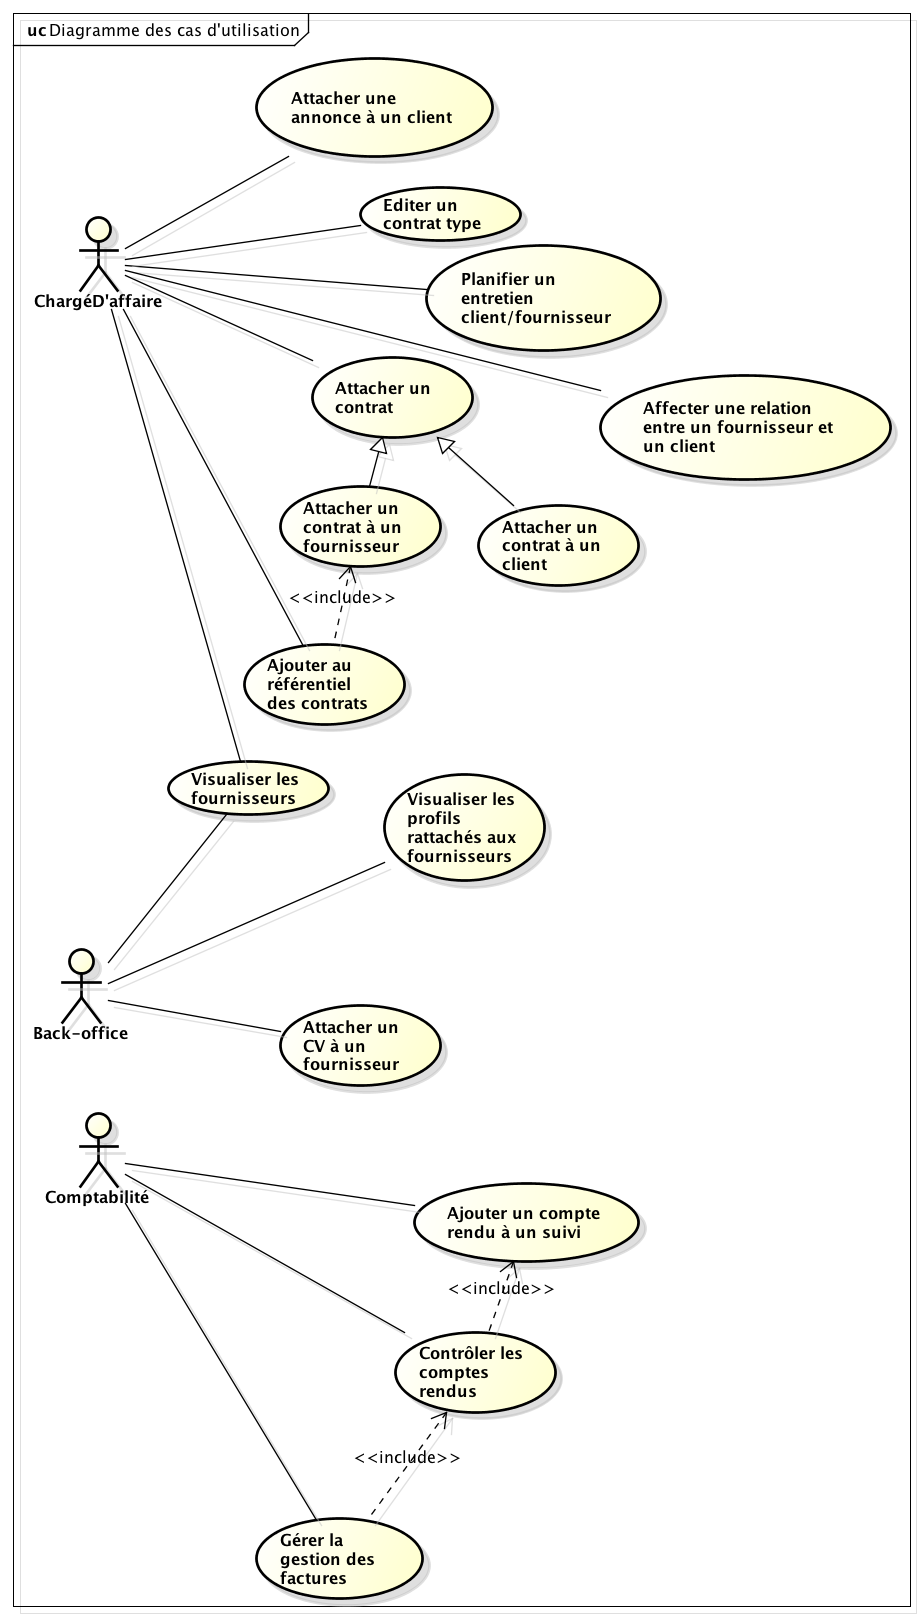 uc Diagramme des cas d'utilisation
Attacher une
annonce à un client
Editer un
contrat type
Planifier un
entretien
client/fournisseur
ChargéD'affaire
Attacher un
contrat
Affecter une relation
entre un fournisseur et
un client
Attacher un
contrat à un
fournisseur
Attacher un
contrat à un
client
<<include>>
Ajouter au
référentiel
des contrats
Visualiser les
fournisseurs
Visualiser les
profils
rattachés aux
fournisseurs
Back-office
Attacher un
CV à un
fournisseur
Comptabilité
Ajouter un compte
rendu à un suivi
<<include>>
Contrôler les
comptes
rendus
<<include>>
Gérer la
gestion des
factures